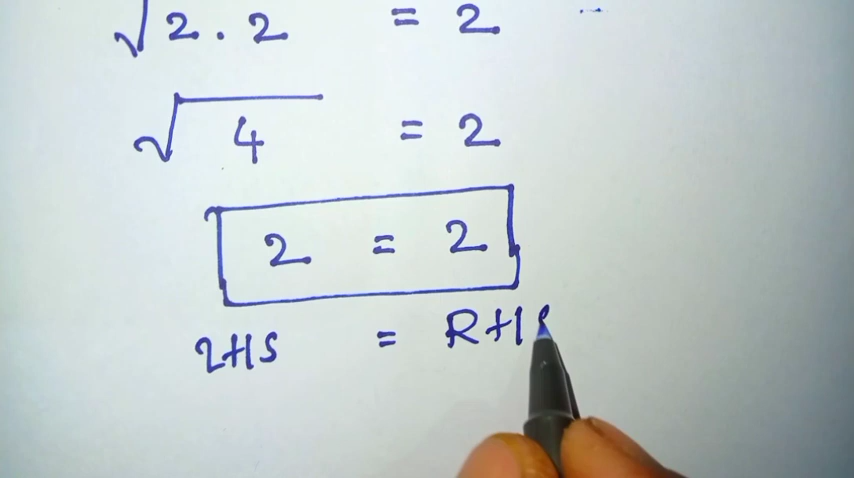 √2.2 = 2
√4 = 2
2 = 2
LHS = RHS